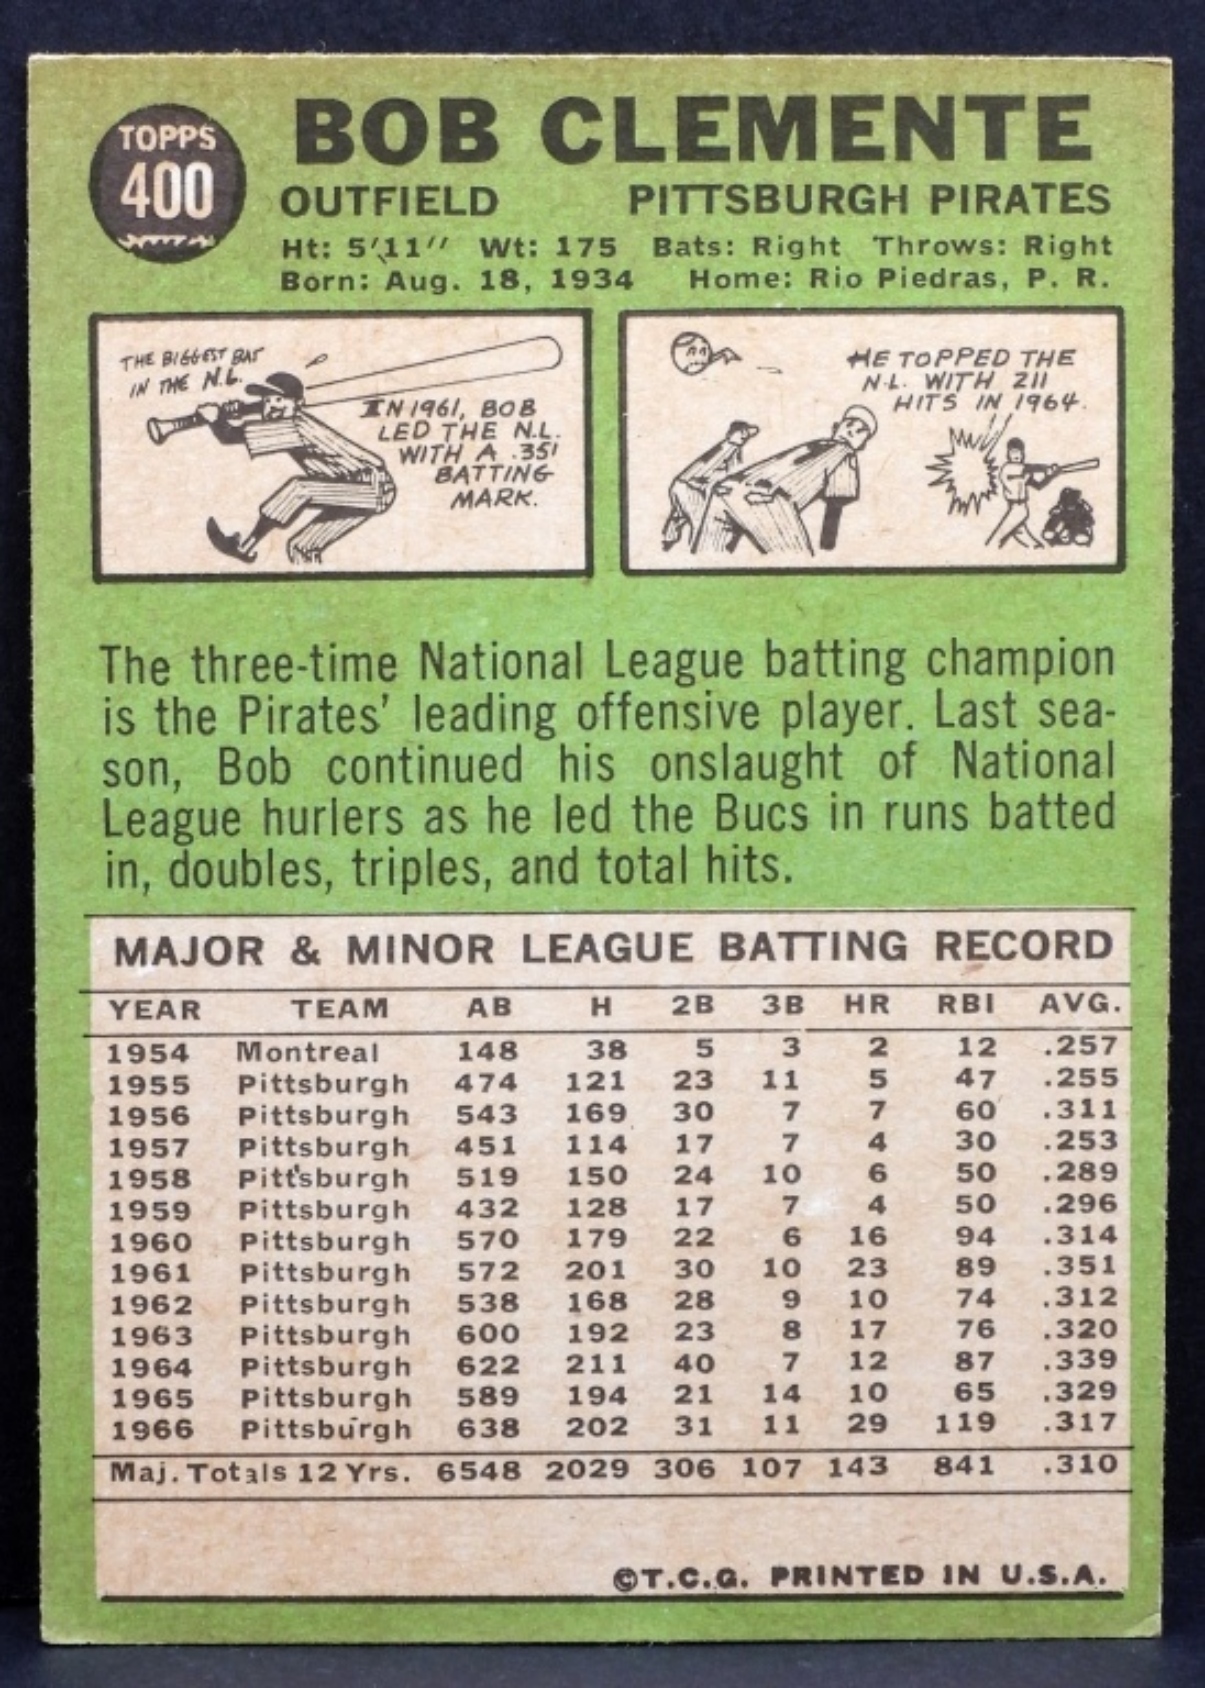 TOPPS
400
BOB CLEMENTE
OUTFIELD PITTSBURGH PIRATES
Ht: 5'11" Wt: 175 Bats: Right Throws: Right
Born: Aug. 18, 1934 Home: Rio Piedras, P. R.
THE BIGGEST BAT
IN THE N.L.
IN 1961, BOB
LED THE N.L.
WITH A .351
BATTING
MARK.
HE TOPPED THE
N.L. WITH 211
HITS IN 1964.
The three-time National League batting champion
is the Pirates' leading offensive player. Last sea-
son, Bob continued his onslaught of National
League hurlers as he led the Bucs in runs batted
in, doubles, triples, and total hits.
MAJOR & MINOR LEAGUE BATTING RECORD
YEAR TEAM AB H 2B 3B HR RBI AVG.
1954 Montreal 148 38 5 3 2 12 .257
1955 Pittsburgh 474 121 23 11 5 47 .255
1956 Pittsburgh 543 169 30 7 7 60 .311
1957 Pittsburgh 451 114 17 7 4 30 .253
1958 Pittsburgh 519 150 24 10 6 50 .289
1959 Pittsburgh 432 128 17 7 4 50 .296
1960 Pittsburgh 570 179 22 6 16 94 .314
1961 Pittsburgh 572 201 30 10 23 89 .351
1962 Pittsburgh 538 168 28 9 10 74 .312
1963 Pittsburgh 600 192 23 8 17 76 .320
1964 Pittsburgh 622 211 40 7 12 87 .339
1965 Pittsburgh 589 194 21 14 10 65 .329
1966 Pittsburgh 638 202 31 11 29 119 .317
Maj. Totals 12 Yrs. 6548 2029 306 107 143 841 .310
©T.C.G. PRINTED IN U.S.A.